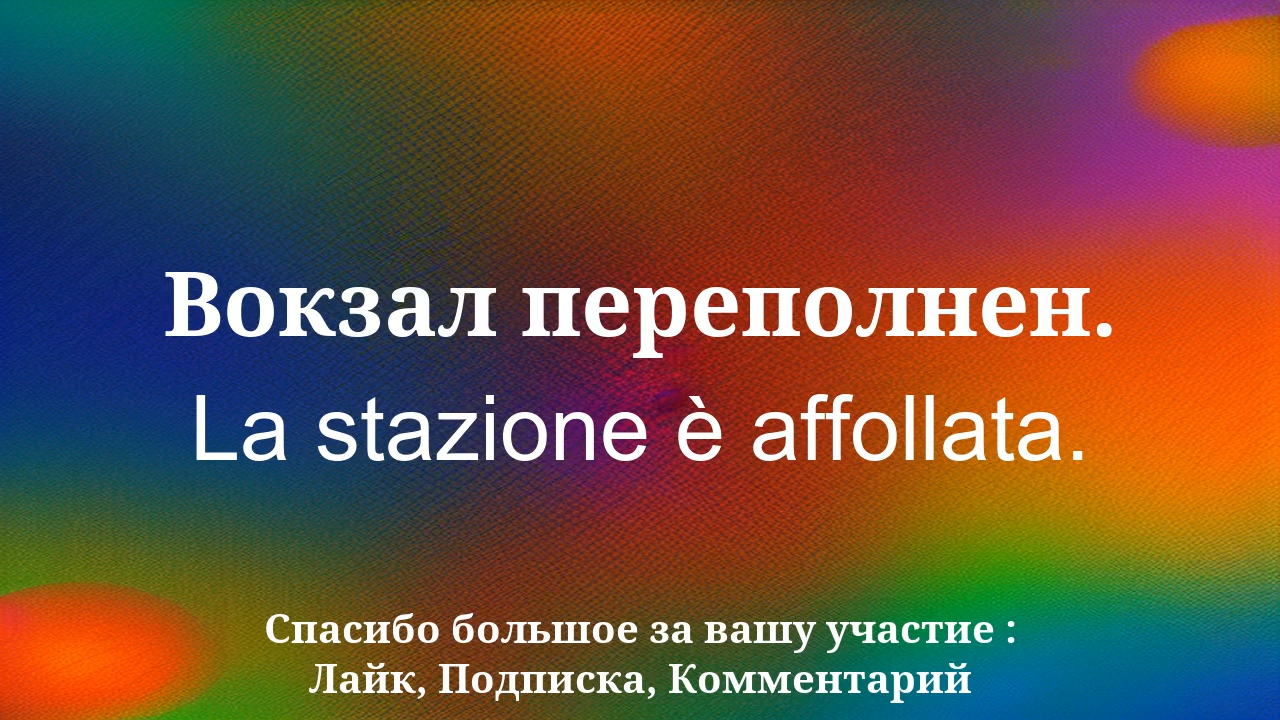 Вокзал переполнен.
La stazione è affollata.
Спасибо большое за вашу участие :
Лайк, Подписка, Комментарий